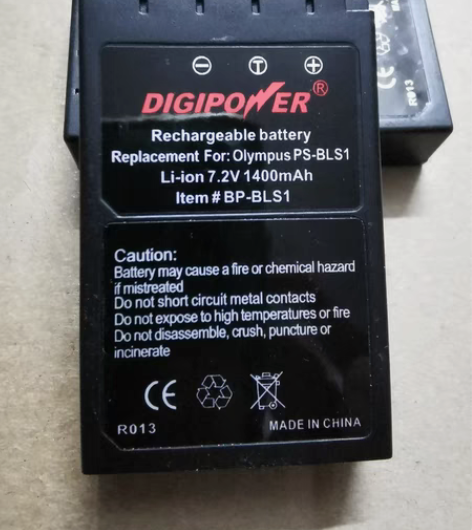 ⊖ Ⓣ ⊕
DIGIPOWER®
Rechargeable battery
Replacement For: Olympus PS-BLS1
Li-ion 7.2V 1400mAh
Item # BP-BLS1
Caution:
Battery may cause a fire or chemical hazard
if mistreated
Do not short circuit metal contacts
Do not expose to high temperatures or fire
Do not disassemble, crush, puncture or
incinerate
CE
R013
MADE IN CHINA
CE
R013